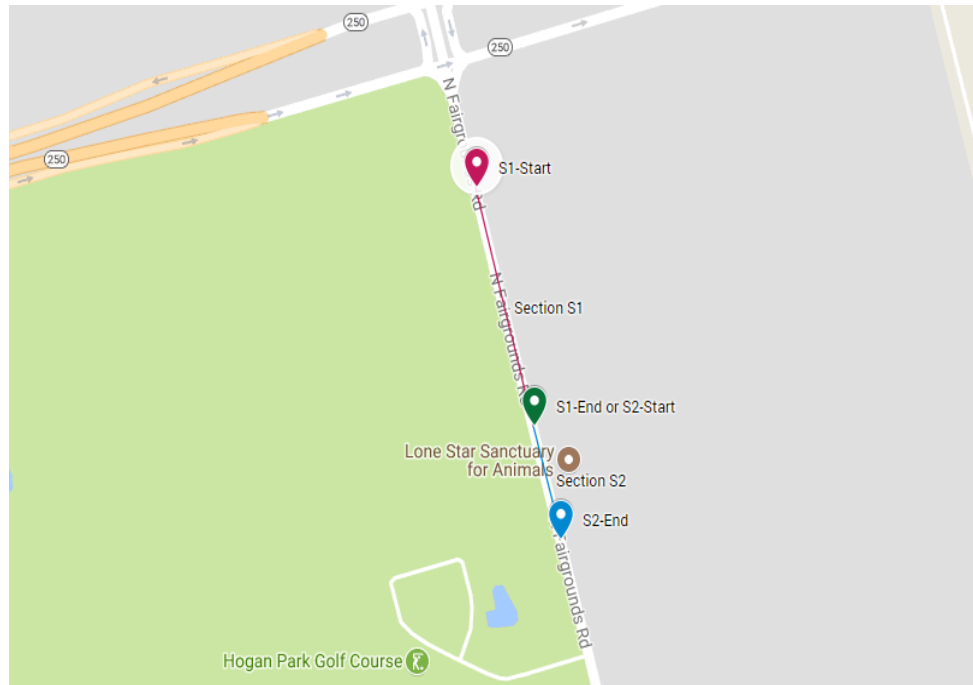 250
250
250
N Fairgrounds Rd
S1-Start
N Fairgrounds Rd
Section S1
S1-End or S2-Start
Lone Star Sanctuary
for Animals
Section S2
S2-End
Fairgrounds Rd
Hogan Park Golf Course